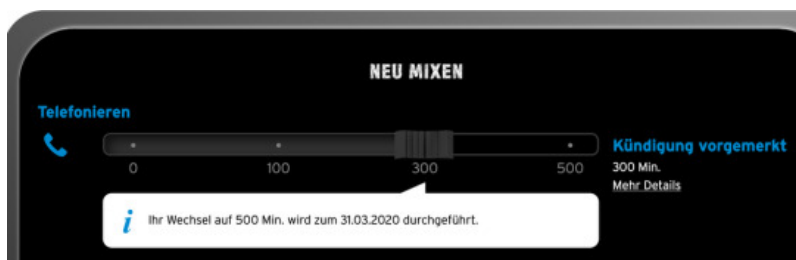 NEU MIXEN
Telefonieren
0 100 300 500
Kündigung vorgemerkt
300 Min.
Mehr Details
i Ihr Wechsel auf 500 Min. wird zum 31.03.2020 durchgeführt.